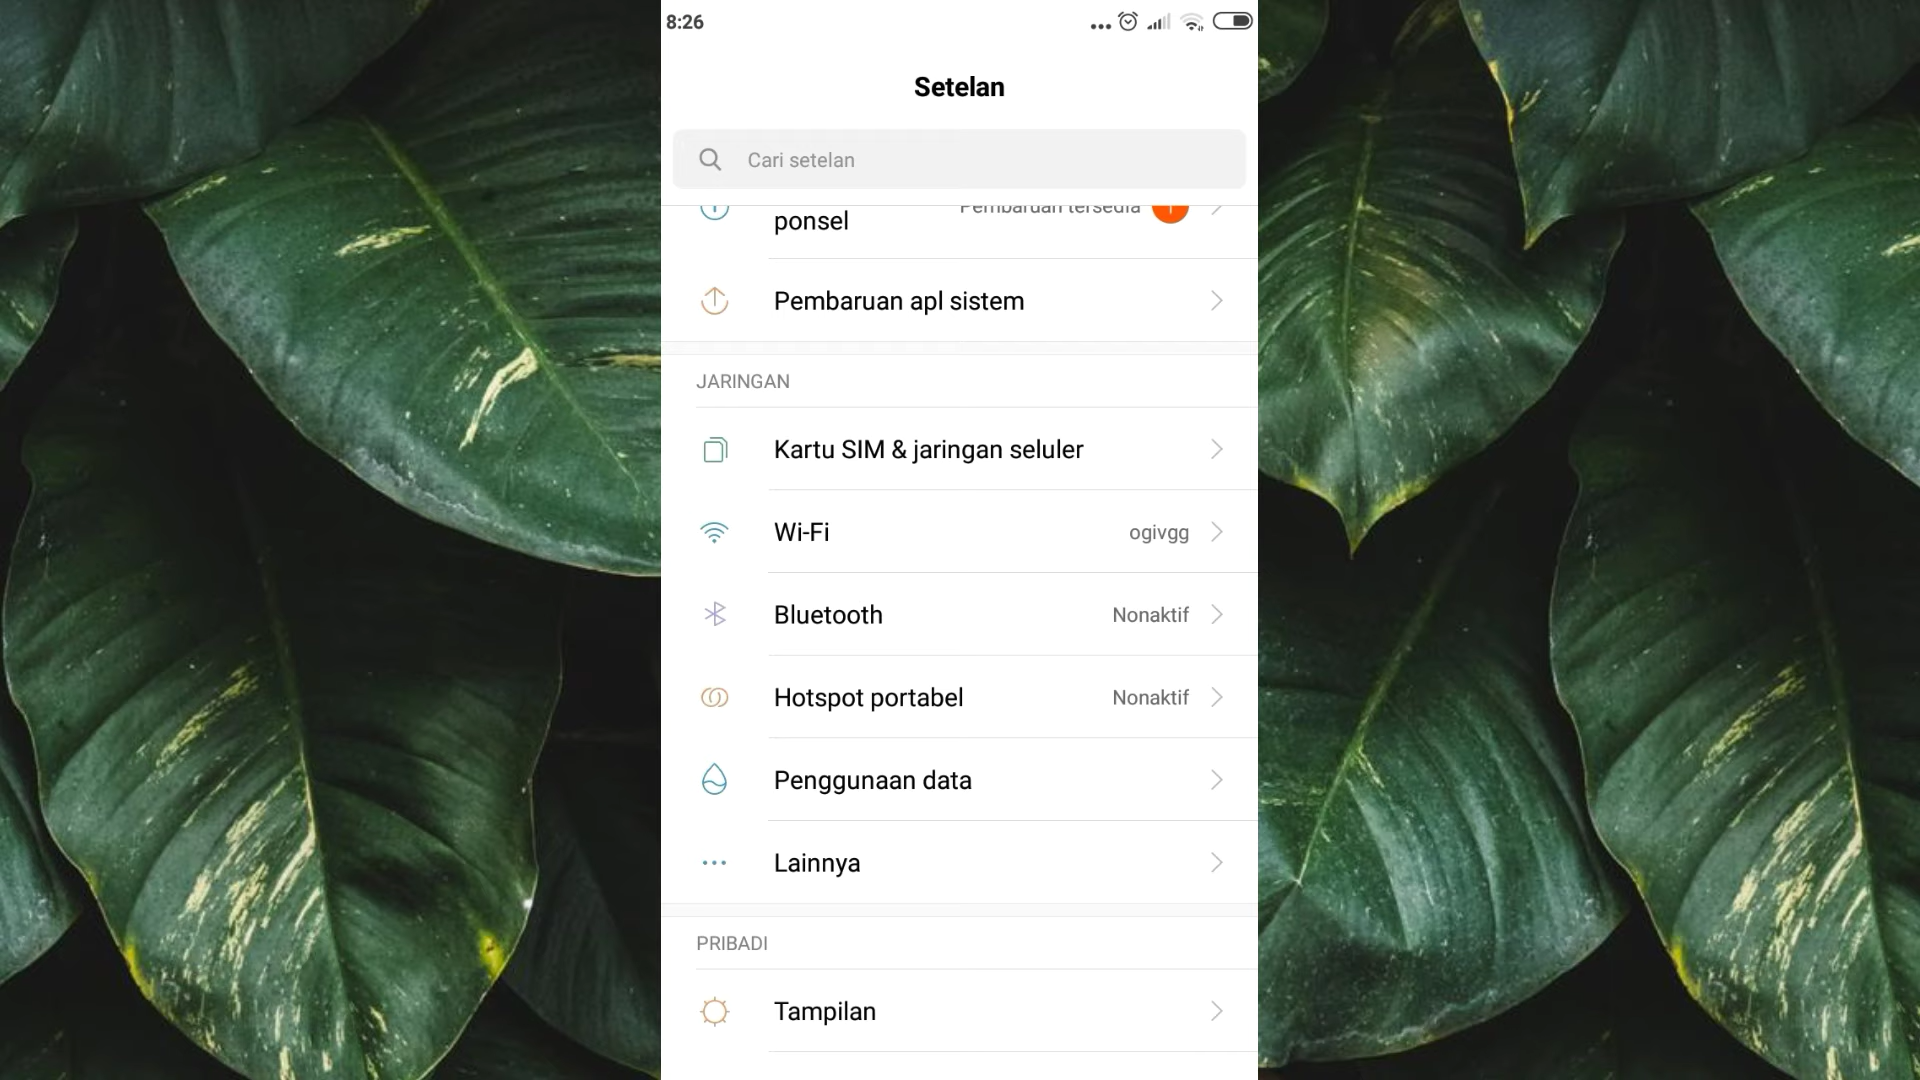 8:26
Setelan
Cari setelan
ponsel
Pembaruan tersedia
Pembaruan apl sistem
JARINGAN
Kartu SIM & jaringan seluler
Wi-Fi
ogivgg
Bluetooth
Nonaktif
Hotspot portabel
Nonaktif
Penggunaan data
Lainnya
PRIBADI
Tampilan